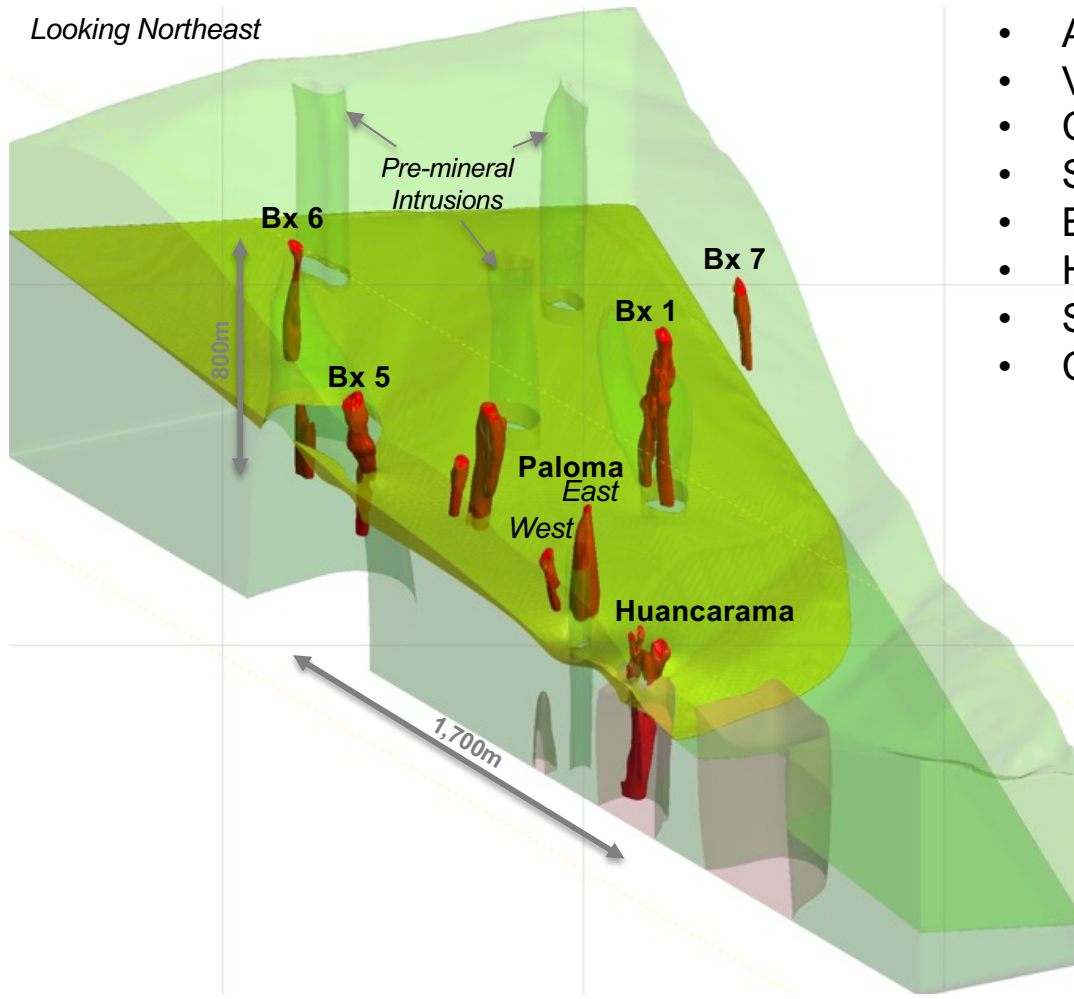 Looking Northeast
Pre-mineral
Intrusions
Bx 6
Bx 7
Bx 1
800m
Bx 5
Paloma
East
West
Huancarama
1,700m
• A
• V
• C
• S
• E
• H
• S